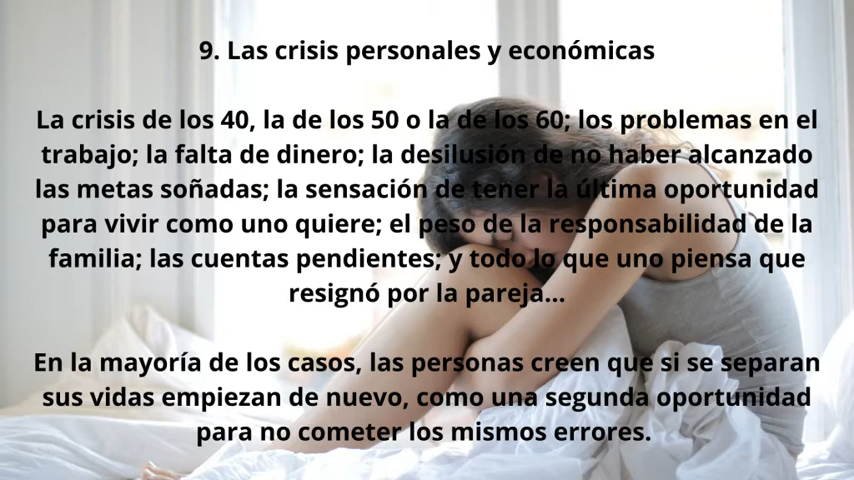 9. Las crisis personales y económicas
La crisis de los 40, la de los 50 o la de los 60; los problemas en el
trabajo; la falta de dinero; la desilusión de no haber alcanzado
las metas soñadas; la sensación de tener la última oportunidad
para vivir como uno quiere; el peso de la responsabilidad de la
familia; las cuentas pendientes; y todo lo que uno piensa que
resignó por la pareja...
En la mayoría de los casos, las personas creen que si se separan
sus vidas empiezan de nuevo, como una segunda oportunidad
para no cometer los mismos errores.